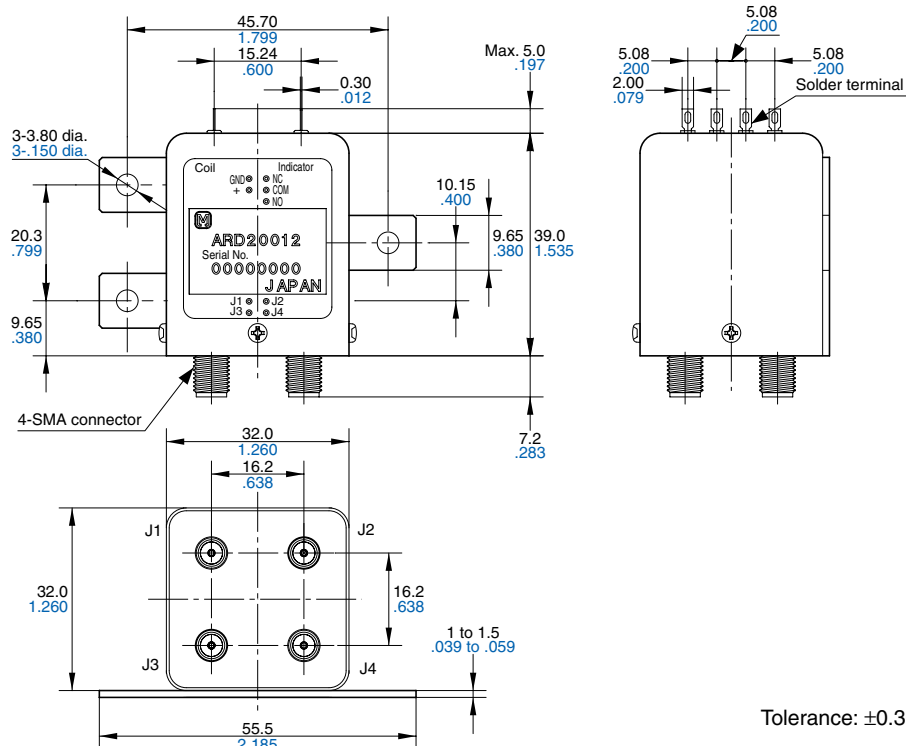 45.70
1.799
15.24
.600
0.30
.012
Max. 5.0
.197
3-3.80 dia.
3-.150 dia.
20.3
.799
9.65
.380
10.15
.400
9.65
.380
39.0
1.535
7.2
.283
Coil
Indicator
GND
+
NC
COM
NO
M
ARD20012
Serial No.
00000000
JAPAN
J1
J2
J3
J4
4-SMA connector
5.08
.200
5.08
.200
5.08
.200
2.00
.079
Solder terminal
32.0
1.260
16.2
.638
J1
J2
32.0
1.260
16.2
.638
J3
J4
1 to 1.5
.039 to .059
55.5
2.185
Tolerance: ±0.3